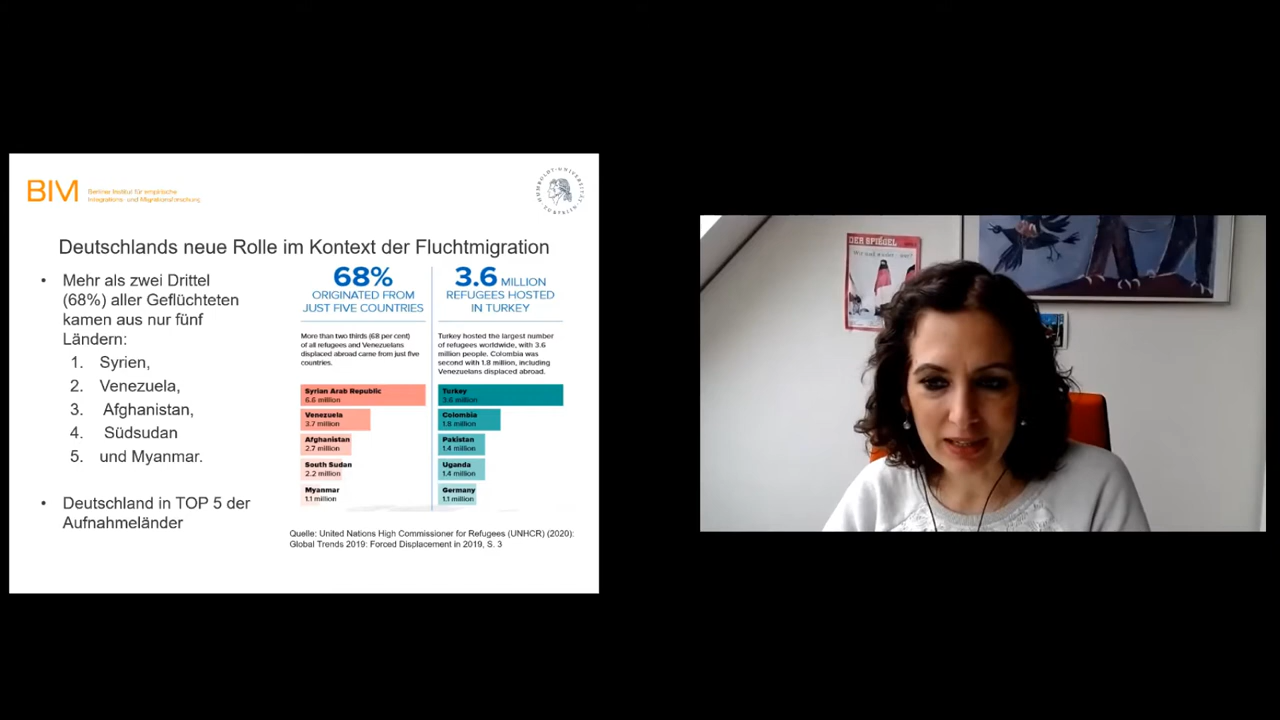 BIM
Berliner Institut für empirische
Integrations- und Migrationsforschung
HUMBOLDT-UNIVERSITÄT ZU BERLIN
Deutschlands neue Rolle im Kontext der Fluchtmigration
• Mehr als zwei Drittel
(68%) aller Geflüchteten
kamen aus nur fünf
Ländern:
1. Syrien,
2. Venezuela,
3. Afghanistan,
4. Südsudan
5. und Myanmar.
• Deutschland in TOP 5 der
Aufnahmeländer
68%
ORIGINATED FROM
JUST FIVE COUNTRIES
More than two thirds (68 per cent)
of all refugees and Venezuelans
displaced abroad came from just five
countries.
Syrian Arab Republic
6.6 million
Venezuela
3.7 million
Afghanistan
2.7 million
South Sudan
2.2 million
Myanmar
1.1 million
3.6 MILLION
REFUGEES HOSTED
IN TURKEY
Turkey hosted the largest number
of refugees worldwide, with 3.6
million people. Colombia was
second with 1.8 million, including
Venezuelans displaced abroad.
Turkey
3.6 million
Colombia
1.8 million
Pakistan
1.4 million
Uganda
1.4 million
Germany
1.1 million
Quelle: United Nations High Commissioner for Refugees (UNHCR) (2020):
Global Trends 2019: Forced Displacement in 2019, S. 3
DER SPIEGEL